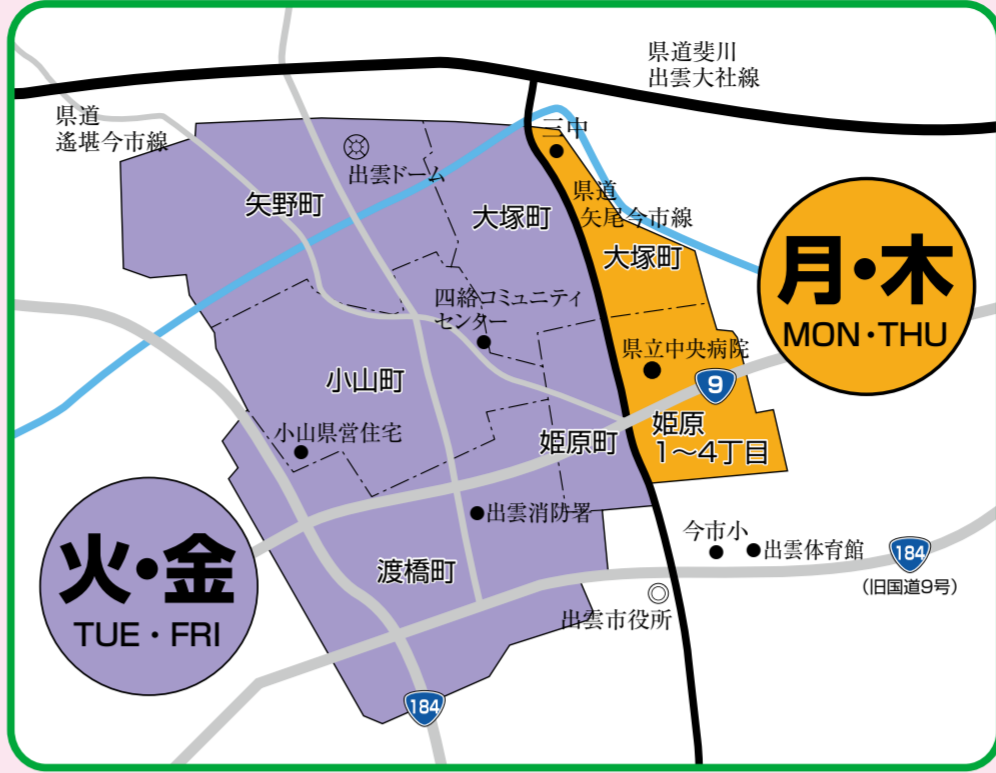 県道斐川
出雲大社線
県道
遙堪今市線
三中
出雲ドーム
県道
矢尾今市線
矢野町
大塚町
大塚町
月・木
MON・THU
四絡コミュニティ
センター
県立中央病院
小山町
9
姫原町
姫原
1〜4丁目
小山県営住宅
火・金
TUE・FRI
出雲消防署
今市小
出雲体育館
184
(旧国道9号)
渡橋町
出雲市役所
184